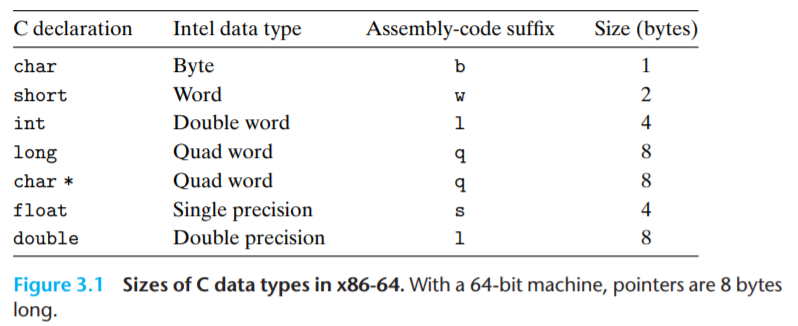 C declaration Intel data type Assembly-code suffix Size (bytes)
char Byte b 1
short Word w 2
int Double word l 4
long Quad word q 8
char * Quad word q 8
float Single precision s 4
double Double precision l 8
Figure 3.1 Sizes of C data types in x86-64. With a 64-bit machine, pointers are 8 bytes
long.